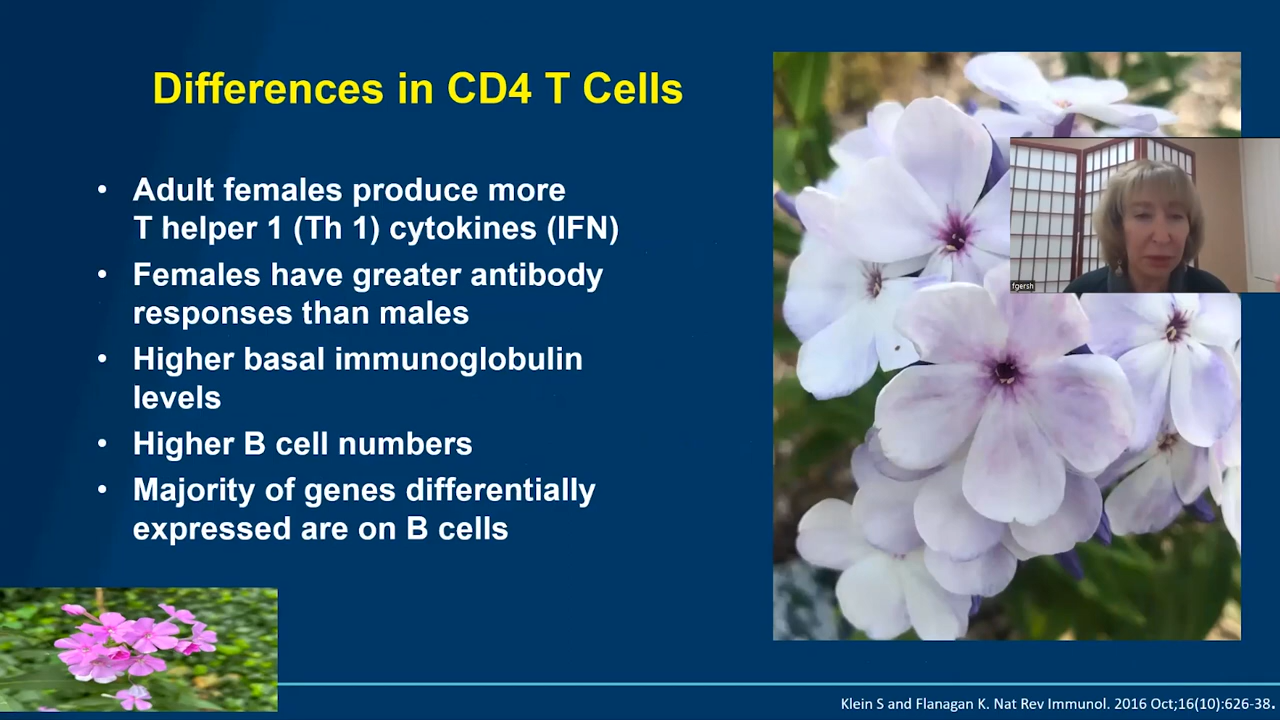 Differences in CD4 T Cells
• Adult females produce more
T helper 1 (Th 1) cytokines (IFN)
• Females have greater antibody
responses than males
• Higher basal immunoglobulin
levels
• Higher B cell numbers
• Majority of genes differentially
expressed are on B cells
fgersh
Klein S and Flanagan K. Nat Rev Immunol. 2016 Oct;16(10):626-38.